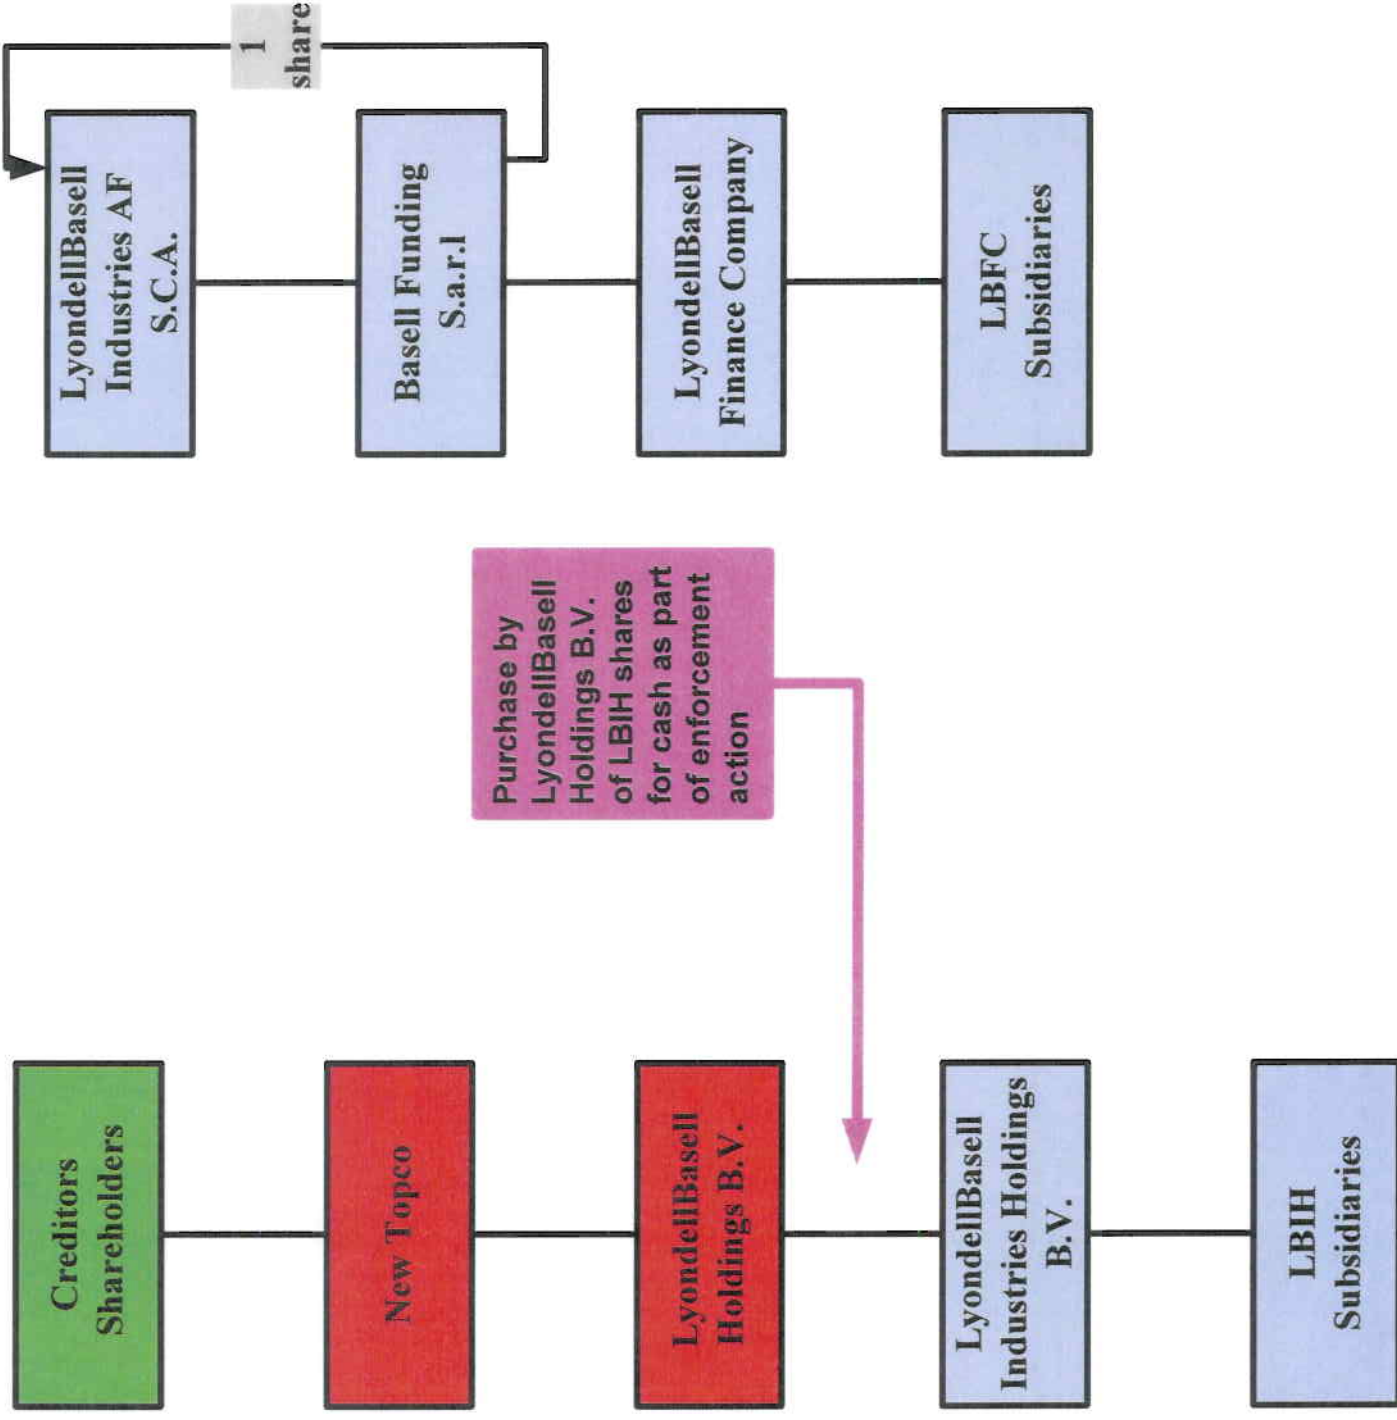 Creditors
Shareholders
New Topco
LyondellBasell
Holdings B.V.
LyondellBasell
Industries Holdings
B.V.
LBIH
Subsidiaries
Purchase by
LyondellBasell
Holdings B.V.
of LBIH shares
for cash as part
of enforcement
action
LyondellBasell
Industries AF
S.C.A.
1
share
Basell Funding
S.a.r.l
LyondellBasell
Finance Company
LBFC
Subsidiaries